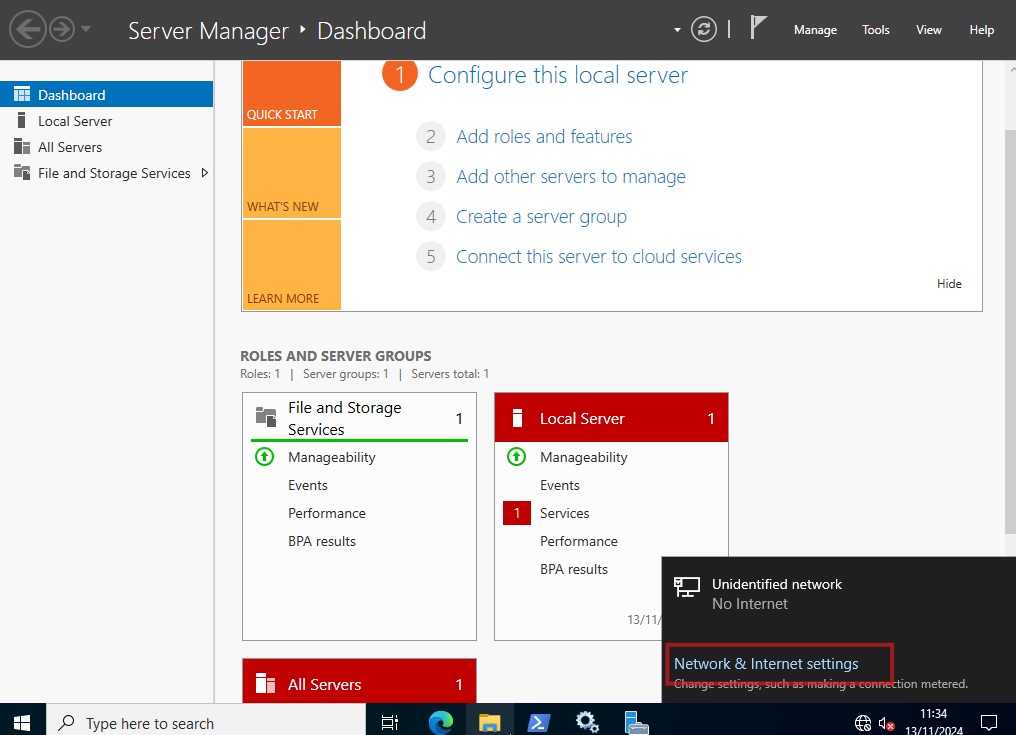 Server Manager ‣ Dashboard
Manage
Tools
View
Help
Dashboard
Local Server
All Servers
File and Storage Services
QUICK START
WHAT'S NEW
LEARN MORE
1 Configure this local server
2 Add roles and features
3 Add other servers to manage
4 Create a server group
5 Connect this server to cloud services
Hide
ROLES AND SERVER GROUPS
Roles: 1 | Server groups: 1 | Servers total: 1
File and Storage
Services
1
Manageability
Events
Performance
BPA results
Local Server 1
Manageability
Events
1 Services
Performance
BPA results
13/11/
All Servers 1
Unidentified network
No Internet
Network & Internet settings
Change settings, such as making a connection metered.
Type here to search
11:34
13/11/2024